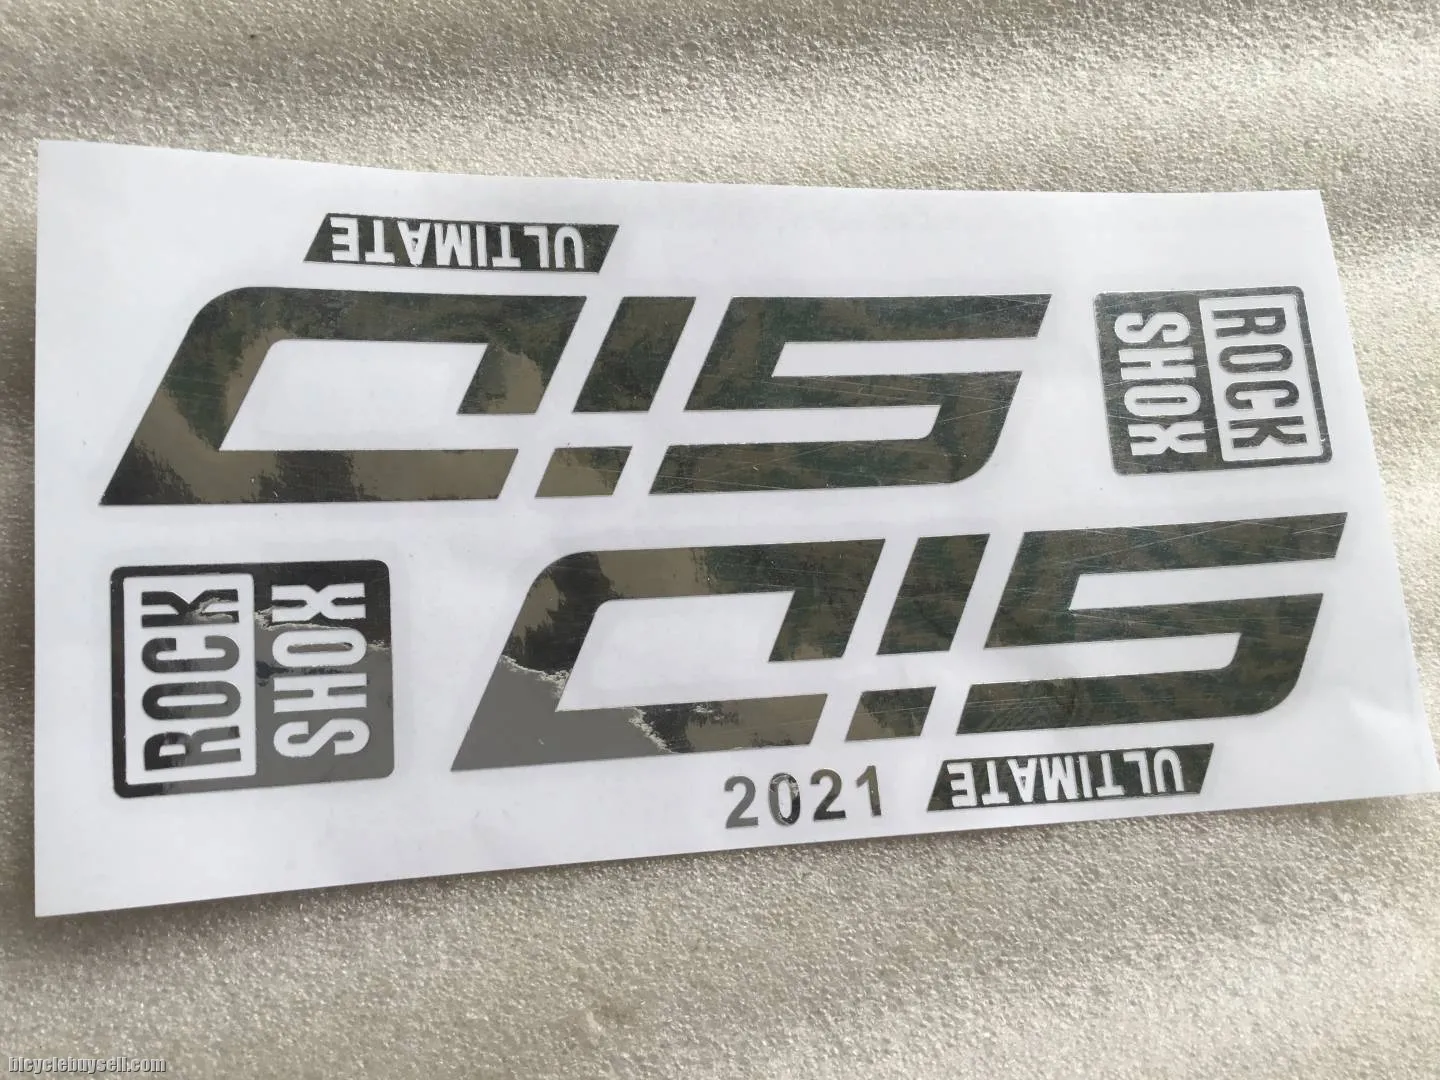 ULTIMATE
SID
ROCK
SHOX
ROCK
SHOX
SID
2021
ULTIMATE
bicyclebuysell.com